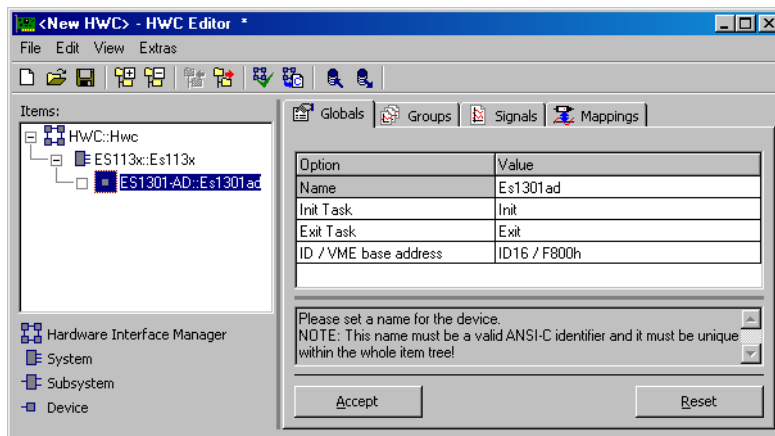 <New HWC> - HWC Editor *
File Edit View Extras
Items:
HWC::Hwc
ES113x::Es113x
ES1301-AD::Es1301ad
Hardware Interface Manager
System
Subsystem
Device
Globals Groups Signals Mappings
Option Value
Name Es1301ad
Init Task Init
Exit Task Exit
ID / VME base address ID16 / F800h
Please set a name for the device.
NOTE: This name must be a valid ANSI-C identifier and it must be unique
within the whole item tree!
Accept Reset